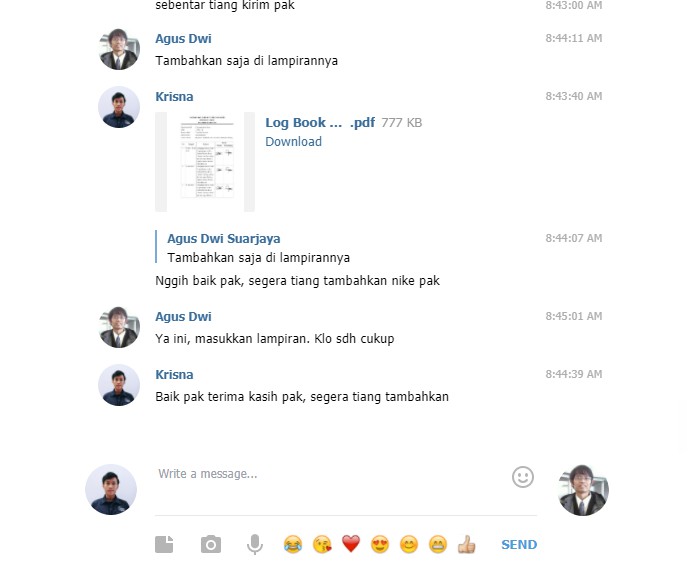 sebentar tiang kirim pak
8:43:00 AM
Agus Dwi
8:44:11 AM
Tambahkan saja di lampirannya
Krisna
8:43:40 AM
Log Book ... .pdf 777 KB
Download
Agus Dwi Suarjaya
8:44:07 AM
Tambahkan saja di lampirannya
Nggih baik pak, segera tiang tambahkan nike pak
Agus Dwi
8:45:01 AM
Ya ini, masukkan lampiran. Klo sdh cukup
Krisna
8:44:39 AM
Baik pak terima kasih pak, segera tiang tambahkan
Write a message...
SEND